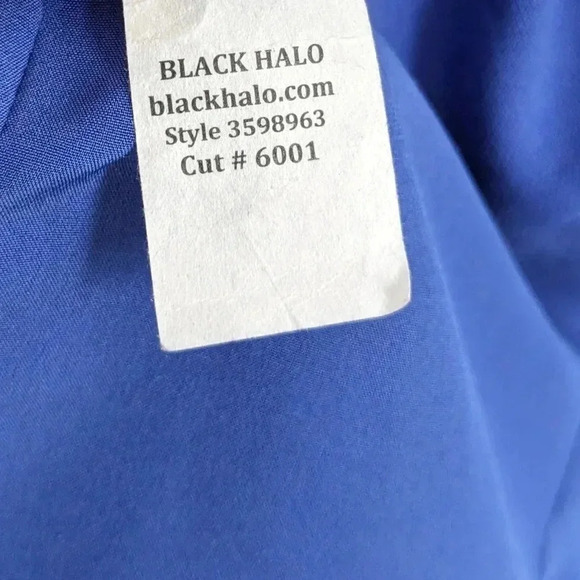 BLACK HALO
blackhalo.com
Style 3598963
Cut # 6001